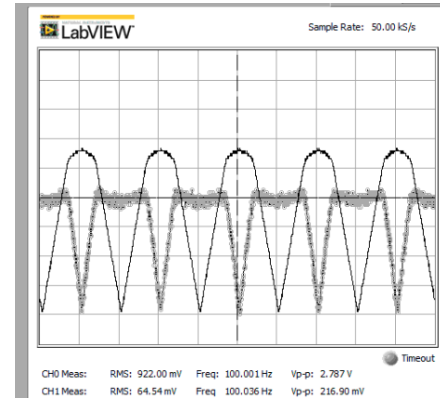 LabVIEW
Sample Rate: 50.00 kS/s
Timeout
CH0 Meas: RMS: 922.00 mV Freq: 100.001 Hz Vp-p: 2.787 V
CH1 Meas: RMS: 64.54 mV Freq 100.036 Hz Vp-p: 216.90 mV